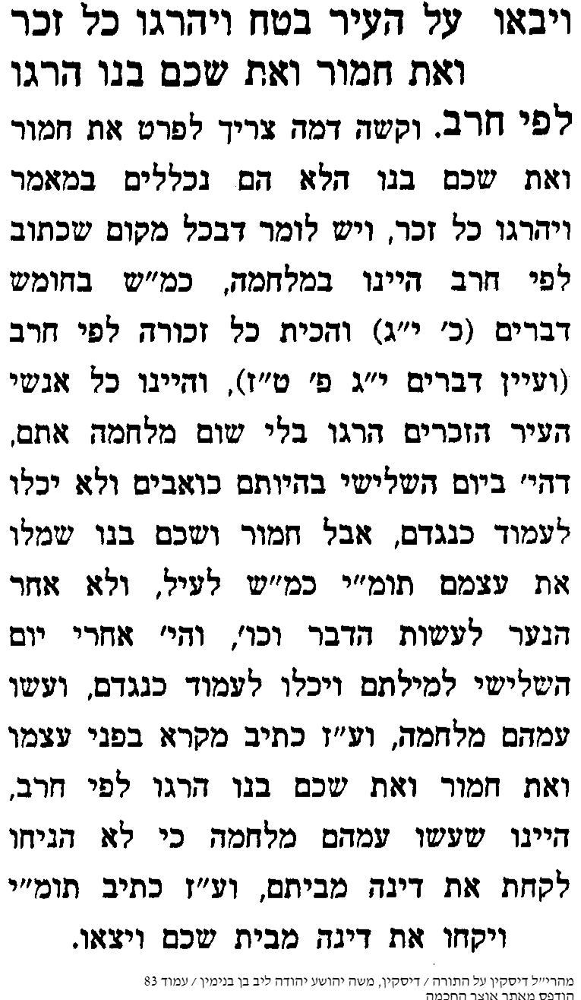 ויבאו על העיר בטח ויהרגו כל זכר
ואת חמור ואת שכם בנו הרגו
לפי חרב. וקשה דמה צריך לפרט את חמור
ואת שכם בנו הלא הם נכללים במאמר
ויהרגו כל זכר, ויש לומר דבכל מקום שכתוב
לפי חרב היינו במלחמה, כמ״ש בחומש
דברים (כ׳ י״ג) והכית כל זכורה לפי חרב
(ועיין דברים י״ג פ׳ ט״ז), והיינו כל אנשי
העיר הזכרים הרגו בלי שום מלחמה אתם,
דהי׳ ביום השלישי בהיותם כואבים ולא יכלו
לעמוד כנגדם, אבל חמור ושכם בנו שמלו
את עצמם תומ״י כמ״ש לעיל, ולא אחר
הנער לעשות הדבר וכו׳, והי׳ אחרי יום
השלישי למילתם ויכלו לעמוד כנגדם, ועשו
עמהם מלחמה, וע״ז כתיב מקרא בפני עצמו
ואת חמור ואת שכם בנו הרגו לפי חרב,
היינו שעשו עמהם מלחמה כי לא הניחו
לקחת את דינה מביתם, וע״ז כתיב תומ״י
ויקחו את דינה מבית שכם ויצאו.
מהרי״ל דיסקין על התורה / דיסקין, משה יהושע יהודה ליב בן בנימין / עמוד 83
הודפס מאתר אוצר החכמה